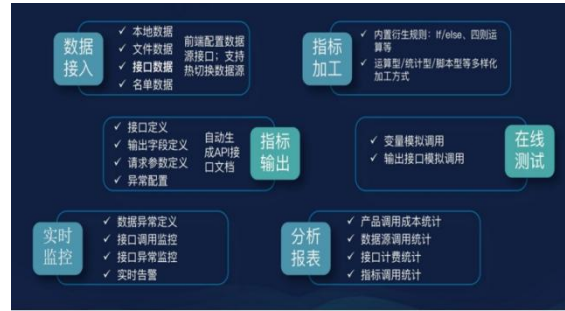 数据
接入
✓ 本地数据
✓ 文件数据
✓ 接口数据
✓ 名单数据
前端配置数据
源接口；支持
热切换数据源
指标
加工
✓ 内置衍生规则：If/else、四则运
算等
✓ 运算型/统计型/脚本型等多样化
加工方式
✓ 接口定义
✓ 输出字段定义
✓ 请求参数定义
✓ 异常配置
自动生
成API接
口文档
指标
输出
✓ 变量模拟调用
✓ 输出接口模拟调用
在线
测试
实时
监控
✓ 数据异常定义
✓ 接口调用监控
✓ 接口异常监控
✓ 实时告警
分析
报表
✓ 产品调用成本统计
✓ 数据源调用统计
✓ 接口计费统计
✓ 指标调用统计